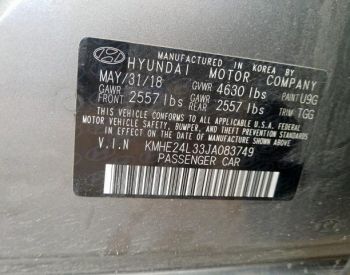 MANUFACTURED IN KOREA BY
HYUNDAI MOTOR COMPANY
MAY/31/18 GVWR 4630 lbs PAINT U9G
GAWR FRONT 2557 lbs GAWR REAR 2557 lbs TRIM TGG
THIS VEHICLE CONFORMS TO ALL APPLICABLE U.S.A. FEDERAL
MOTOR VEHICLE SAFETY, BUMPER, AND THEFT PREVENTION
STANDARDS IN EFFECT ON THE DATE OF MANUFACTURE SHOWN ABOVE.
V.I.N KMHE24L33JA083749
PASSENGER CAR